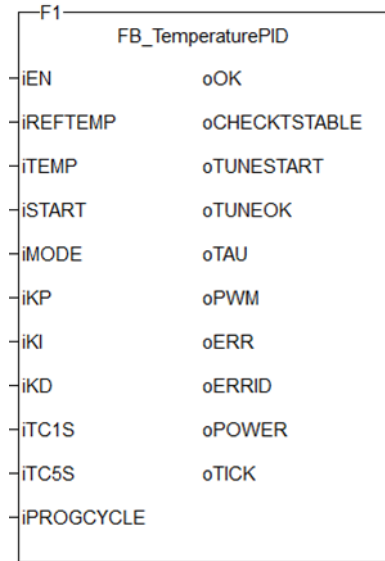 F1
FB_TemperaturePID
iEN oOK
iREFTEMP oCHECKTSTABLE
iTEMP oTUNESTART
iSTART oTUNEOK
iMODE oTAU
iKP oPWM
iKI oERR
iKD oERRID
iTC1S oPOWER
iTC5S oTICK
iPROGCYCLE